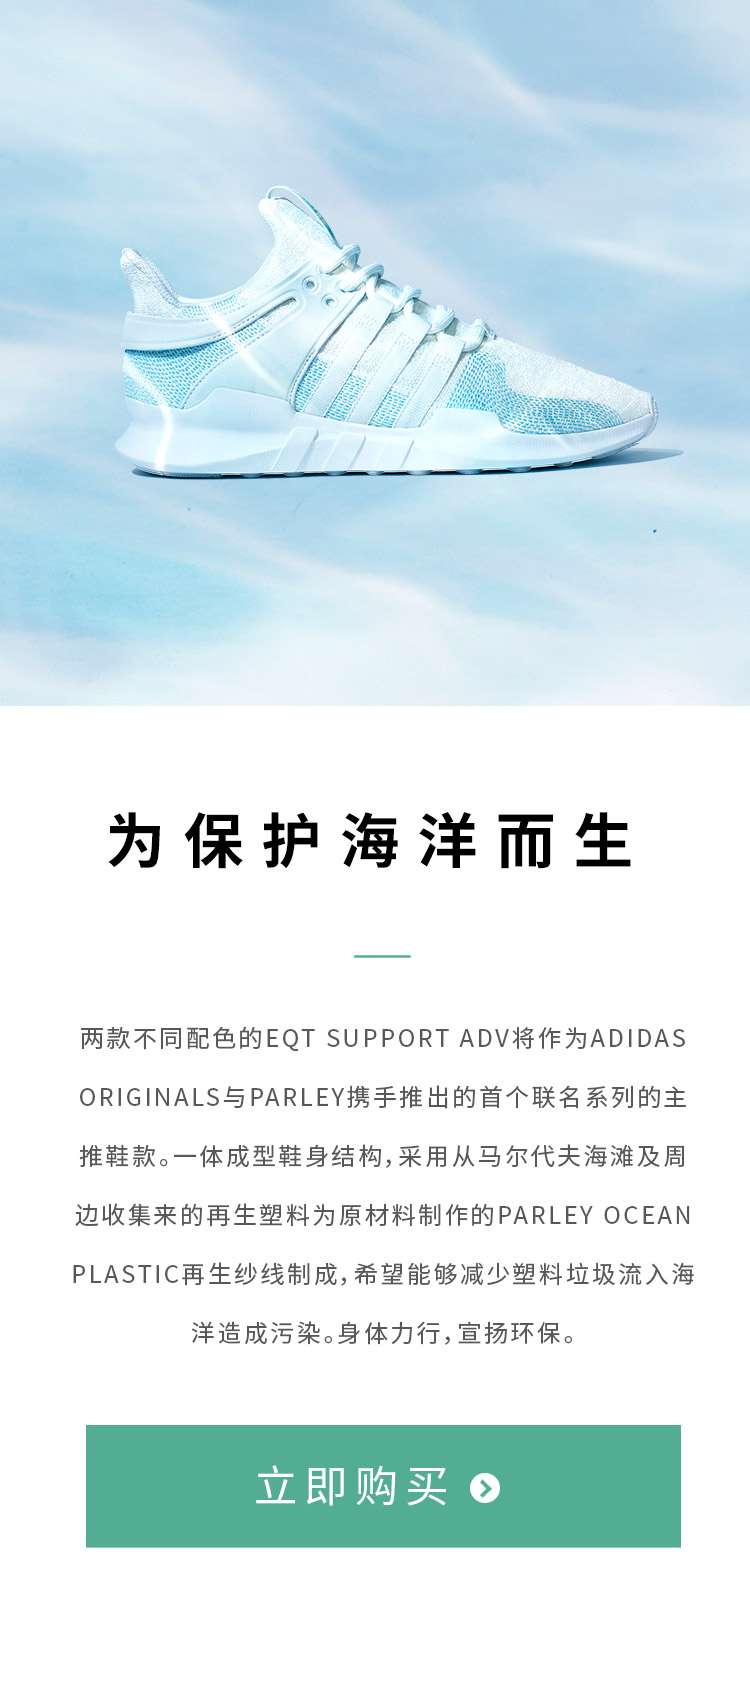 为保护海洋而生
两款不同配色的EQT SUPPORT ADV将作为ADIDAS
ORIGINALS与PARLEY携手推出的首个联名系列的主
推鞋款。一体成型鞋身结构，采用从马尔代夫海滩及周
边收集来的再生塑料为原材料制作的PARLEY OCEAN
PLASTIC再生纱线制成，希望能够减少塑料垃圾流入海
洋造成污染。身体力行，宣扬环保。
立即购买